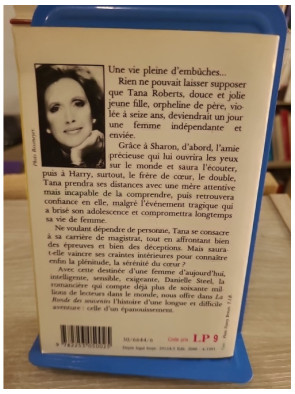 Une vie pleine d'embûches...
Rien ne pouvait laisser supposer
que Tana Roberts, douce et jolie
jeune fille, orpheline de père, vio-
lée à seize ans, deviendrait un jour
une femme indépendante et
enviée.
Grâce à Sharon, d'abord, l'amie
précieuse qui lui ouvrira les yeux
sur le monde et saura l'écouter,
puis à Harry, surtout, le frère de cœur, le double,
Tana prendra ses distances avec une mère attentive
mais incapable de la comprendre, puis retrouvera
confiance en elle, malgré l'événement tragique qui
a brisé son adolescence et compromettra longtemps
sa vie de femme.
Ne voulant dépendre de personne, Tana se consacre
à sa carrière de magistrat, tout en affrontant bien
des épreuves et bien des déceptions. Mais saura-
t-elle vaincre ses craintes intérieures pour connaître
enfin la plénitude, la sérénité du cœur ?
Avec cette destinée d'une femme d'aujourd'hui,
intelligente, sensible, exigeante, Danielle Steel, la
romancière qui compte déjà plus de soixante mil-
lions de lecteurs dans le monde, nous offre dans La
Ronde des souvenirs l'histoire d'une longue et difficile
aventure : celle d'un épanouissement.
Code prix LP 9